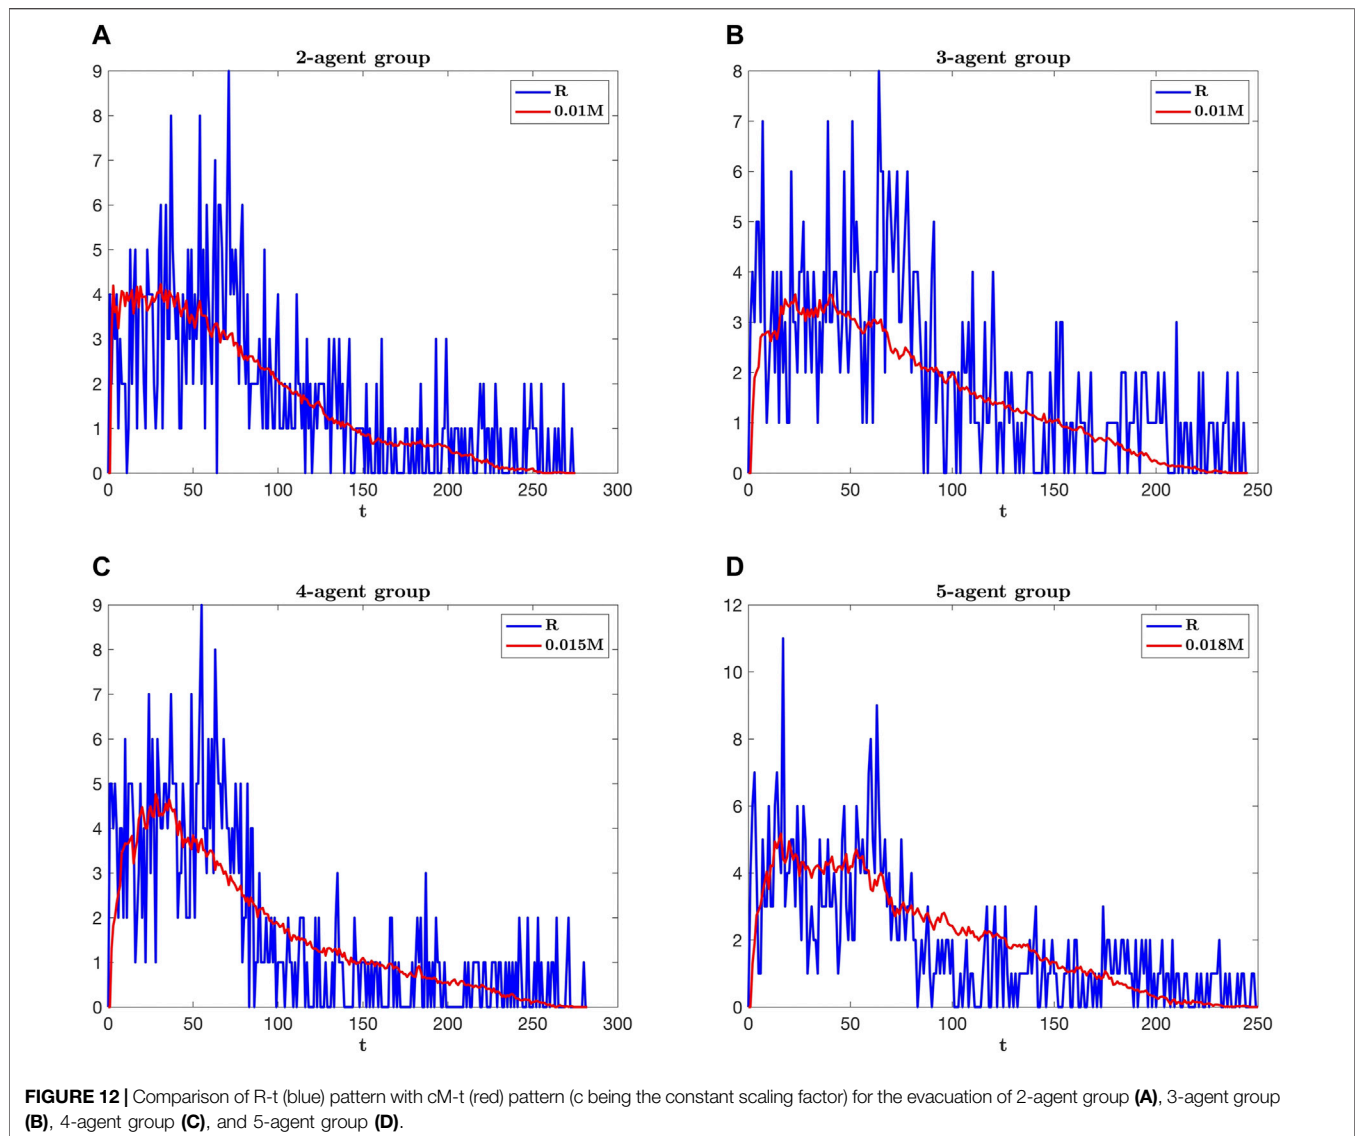 A
2-agent group
9
8
7
6
5
4
3
2
1
0
0 50 100 150 200 250 300
t
R
0.01M
B
3-agent group
8
7
6
5
4
3
2
1
0
0 50 100 150 200 250
t
R
0.01M
C
4-agent group
9
8
7
6
5
4
3
2
1
0
0 50 100 150 200 250 300
t
R
0.015M
D
5-agent group
12
10
8
6
4
2
0
0 50 100 150 200 250
t
R
0.018M
FIGURE 12 | Comparison of R-t (blue) pattern with cM-t (red) pattern (c being the constant scaling factor) for the evacuation of 2-agent group (A), 3-agent group
(B), 4-agent group (C), and 5-agent group (D).